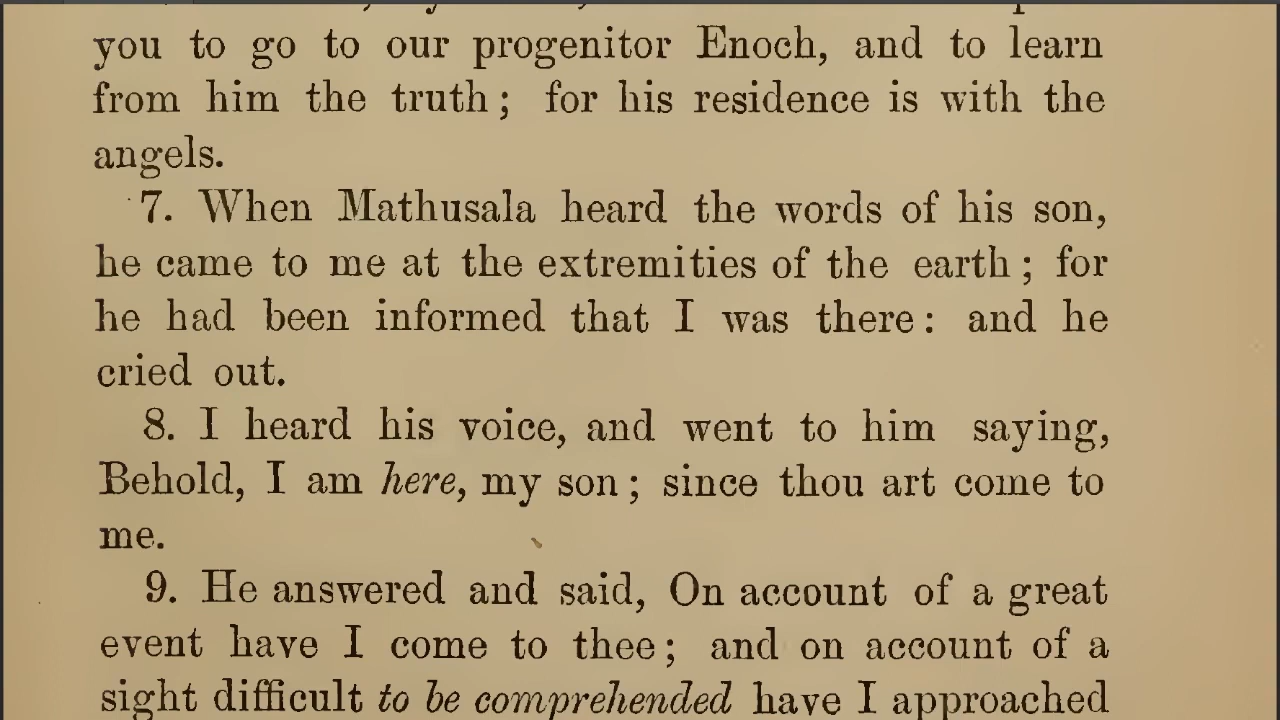 you to go to our progenitor Enoch, and to learn
from him the truth; for his residence is with the
angels.
7. When Mathusala heard the words of his son,
he came to me at the extremities of the earth; for
he had been informed that I was there: and he
cried out.
8. I heard his voice, and went to him saying,
Behold, I am here, my son; since thou art come to
me.
9. He answered and said, On account of a great
event have I come to thee; and on account of a
sight difficult to be comprehended have I approached